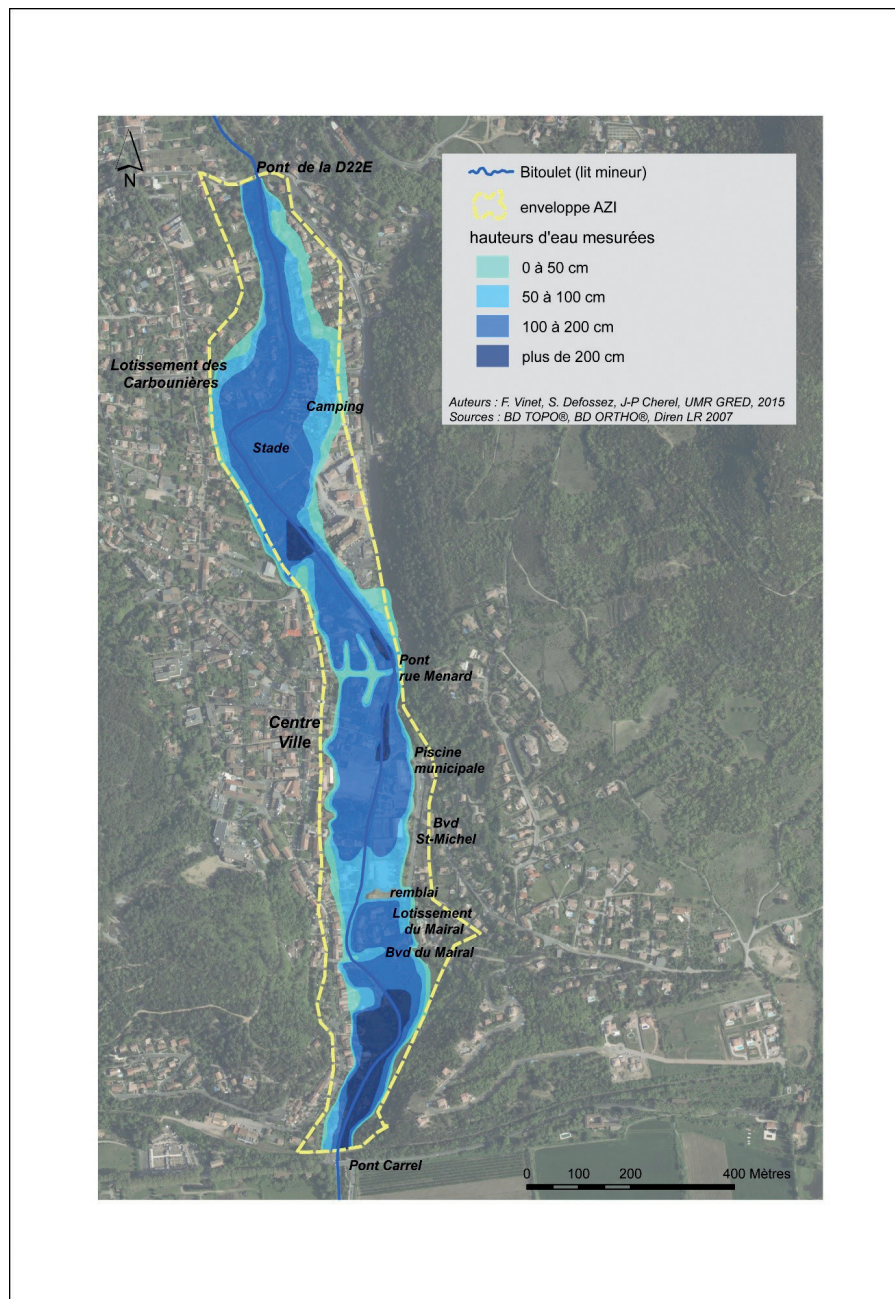 N
Pont de la D22E
Bitoulet (lit mineur)
enveloppe AZI
hauteurs d'eau mesurées
0 à 50 cm
50 à 100 cm
100 à 200 cm
plus de 200 cm
Auteurs : F. Vinet, S. Defossez, J-P Cherel, UMR GRED, 2015
Sources : BD TOPO®, BD ORTHO®, Diren LR 2007
Lotissement des
Carbounières
Camping
Stade
Pont
rue Menard
Centre
Ville
Piscine
municipale
Bvd
St-Michel
remblai
Lotissement
du Mairal
Bvd du Mairal
Pont Carrel
0 100 200 400 Mètres